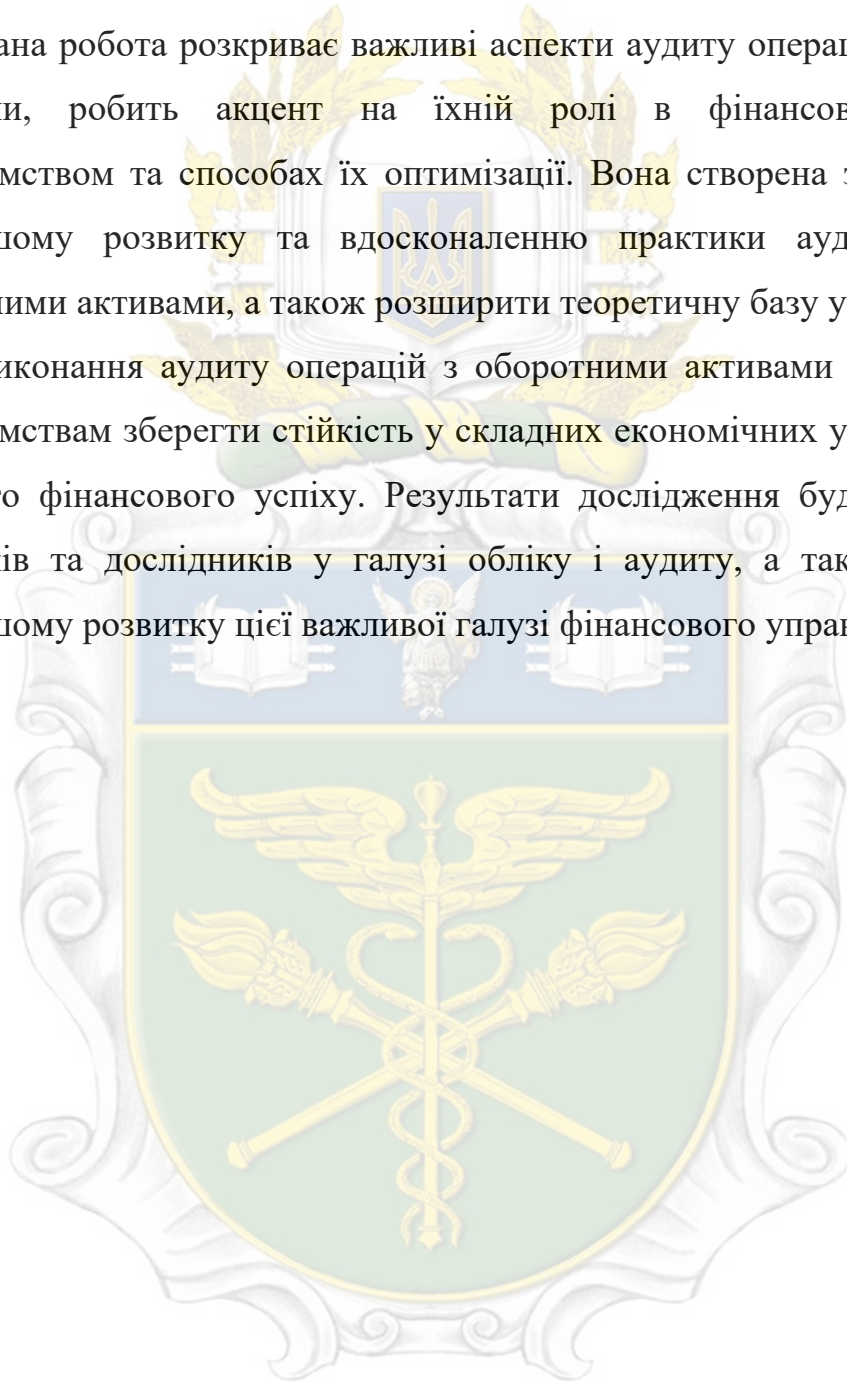 ана робота розкриває важливі аспекти аудиту операц
ми, робить акцент на їхній ролі в фінансов
мством та способах їх оптимізації. Вона створена з
шому розвитку та вдосконаленню практики ауд
ними активами, а також розширити теоретичну базу у
иконання аудиту операцій з оборотними активами
мствам зберегти стійкість у складних економічних у
го фінансового успіху. Результати дослідження буд
ків та дослідників у галузі обліку і аудиту, а так
шому розвитку цієї важливої галузі фінансового управ